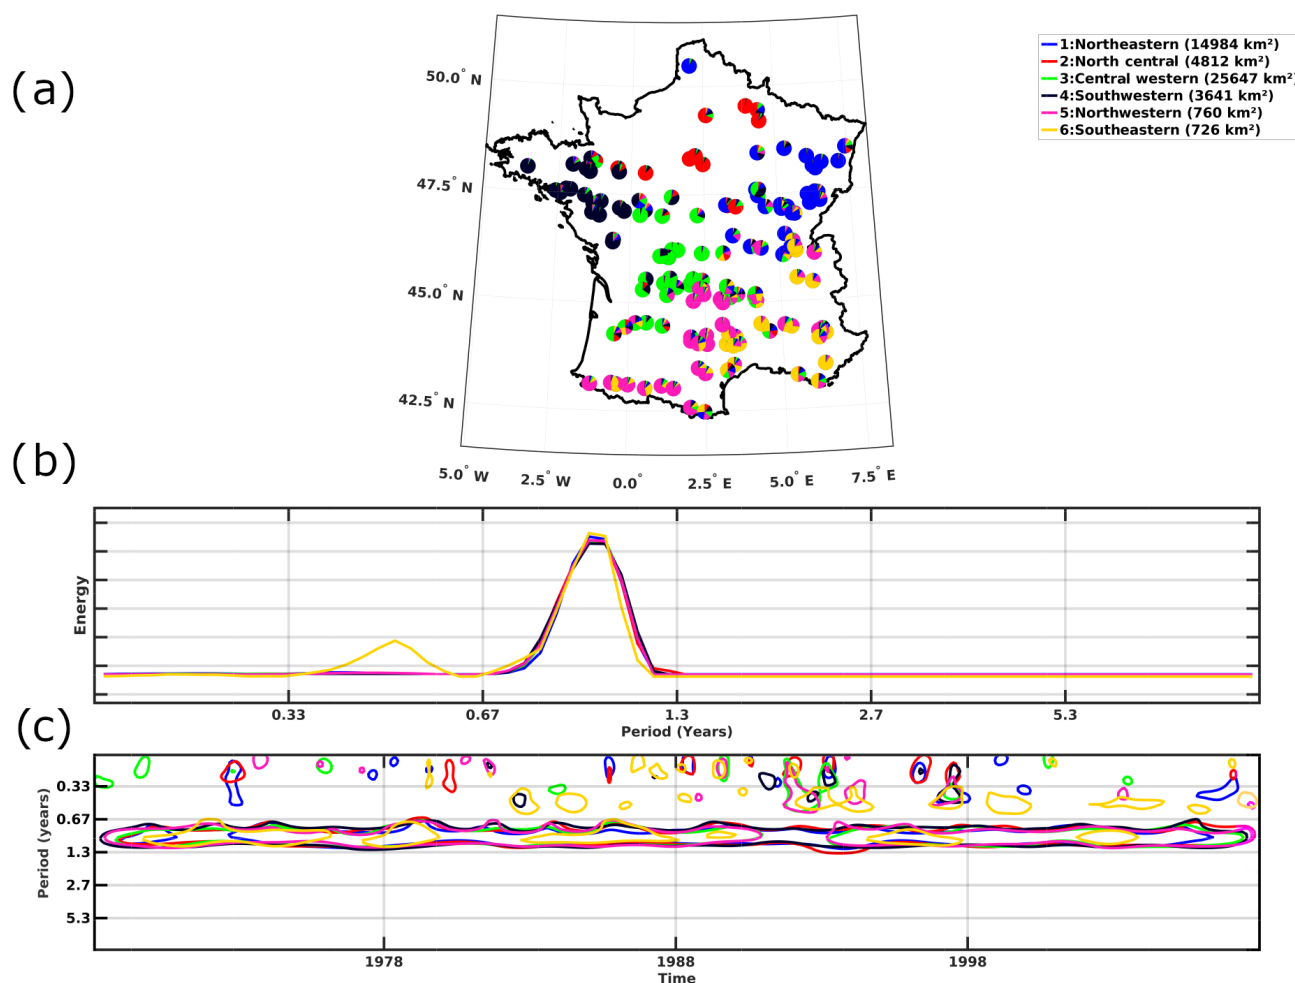 (a)
50.0° N
47.5° N
45.0° N
42.5° N
5.0° W 2.5° W 0.0° 2.5° E 5.0° E 7.5° E
1:Northeastern (14984 km²)
2:North central (4812 km²)
3:Central western (25647 km²)
4:Southwestern (3641 km²)
5:Northwestern (760 km²)
6:Southeastern (726 km²)
(b)
Energy
0.33 0.67 1.3 2.7 5.3
Period (Years)
(c)
Period (years)
0.33
0.67
1.3
2.7
5.3
1978 1988 1998
Time